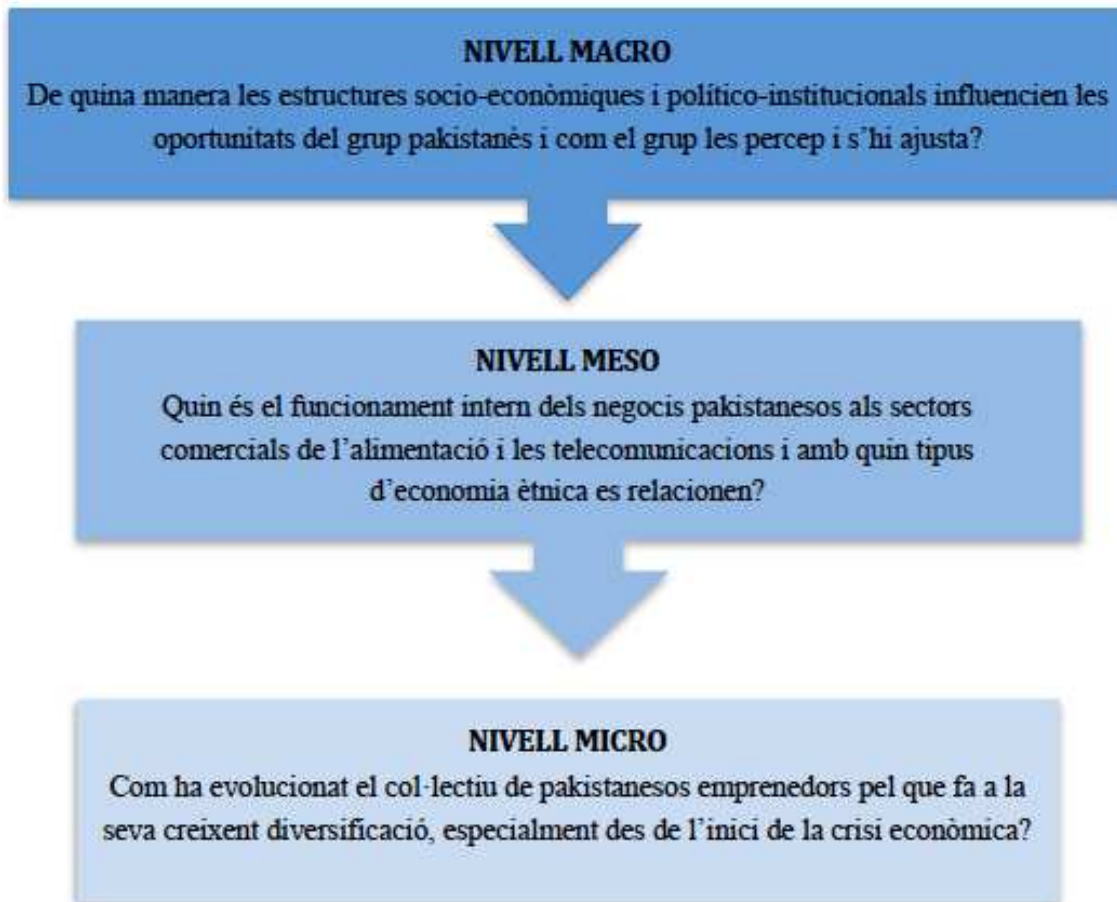 NIVELL MACRO
De quina manera les estructures socio-econòmiques i político-institucionals influencien les
oportunitats del grup pakistanès i com el grup les percep i s’hi ajusta?
NIVELL MESO
Quin és el funcionament intern dels negocis pakistanesos als sectors
comercials de l’alimentació i les telecomunicacions i amb quin tipus
d’economia ètnica es relacionen?
NIVELL MICRO
Com ha evolucionat el col·lectiu de pakistanesos emprenedors pel que fa a la
seva creixent diversificació, especialment des de l’inici de la crisi econòmica?